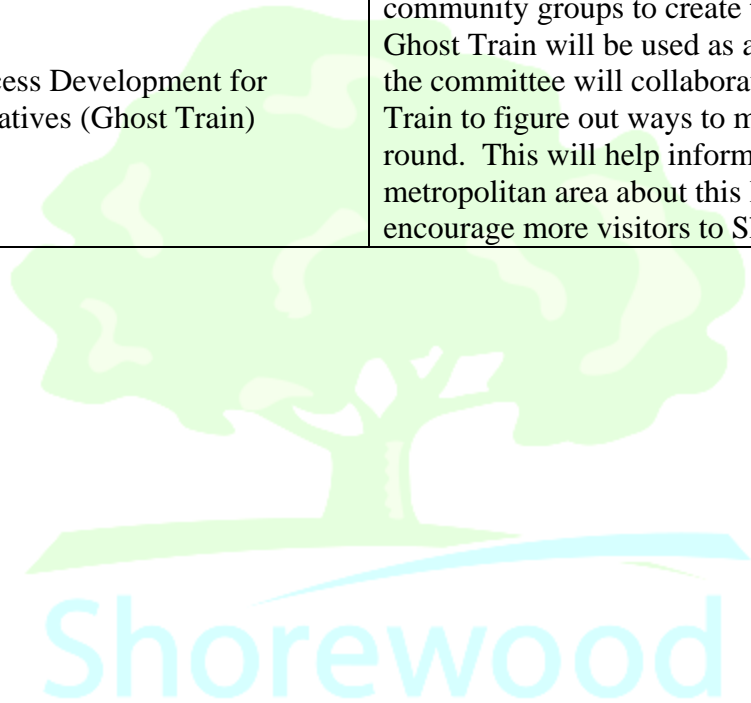 community groups to create
Ghost Train will be used as a
the committee will collabora
cess Development for
Train to figure out ways to m
atives (Ghost Train)
round. This will help inform
metropolitan area about this
encourage more visitors to S
Shorewood